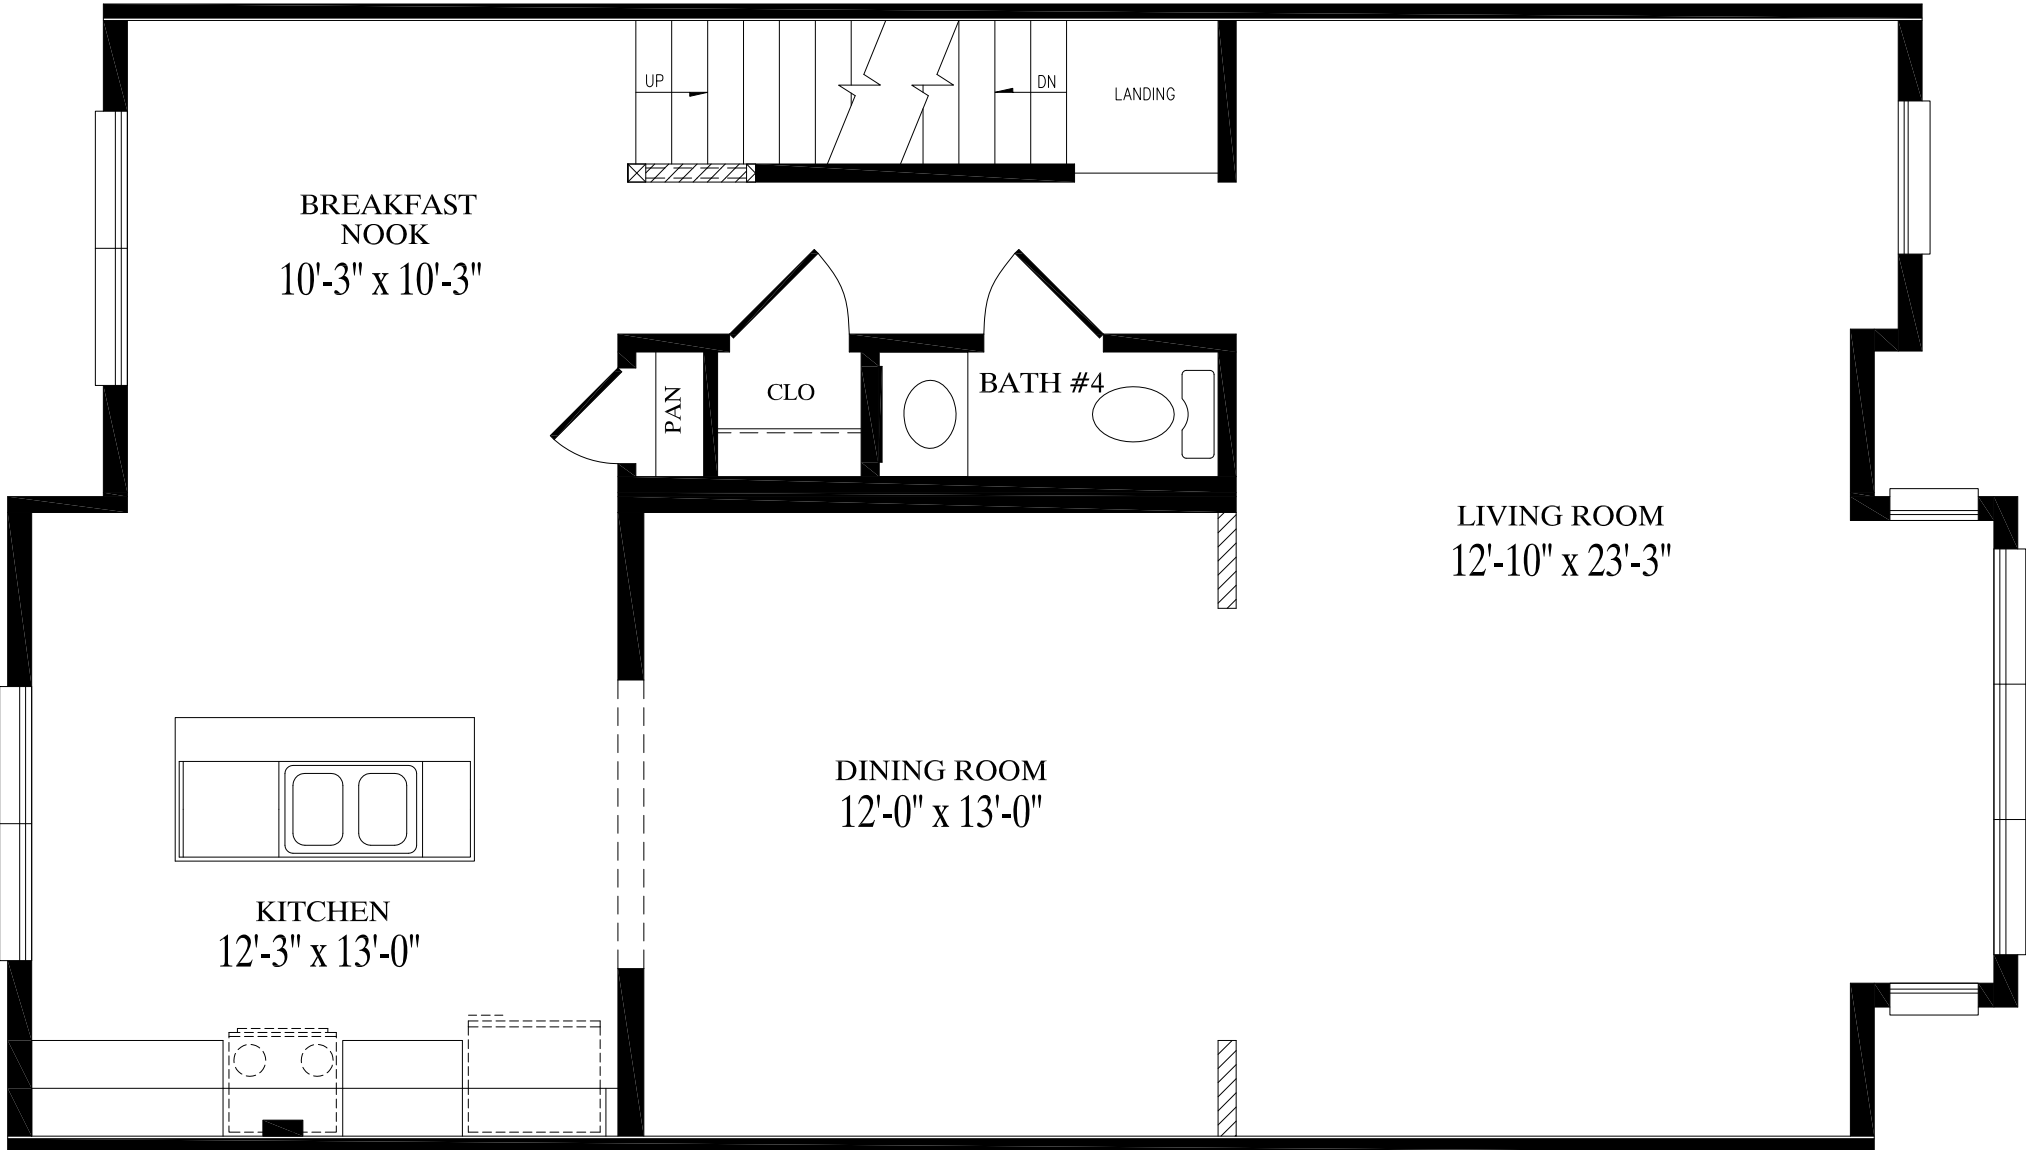 UP
DN
LANDING
BREAKFAST
NOOK
10'-3" x 10'-3"
PAN
CLO
BATH #4
LIVING ROOM
12'-10" x 23'-3"
DINING ROOM
12'-0" x 13'-0"
KITCHEN
12'-3" x 13'-0"